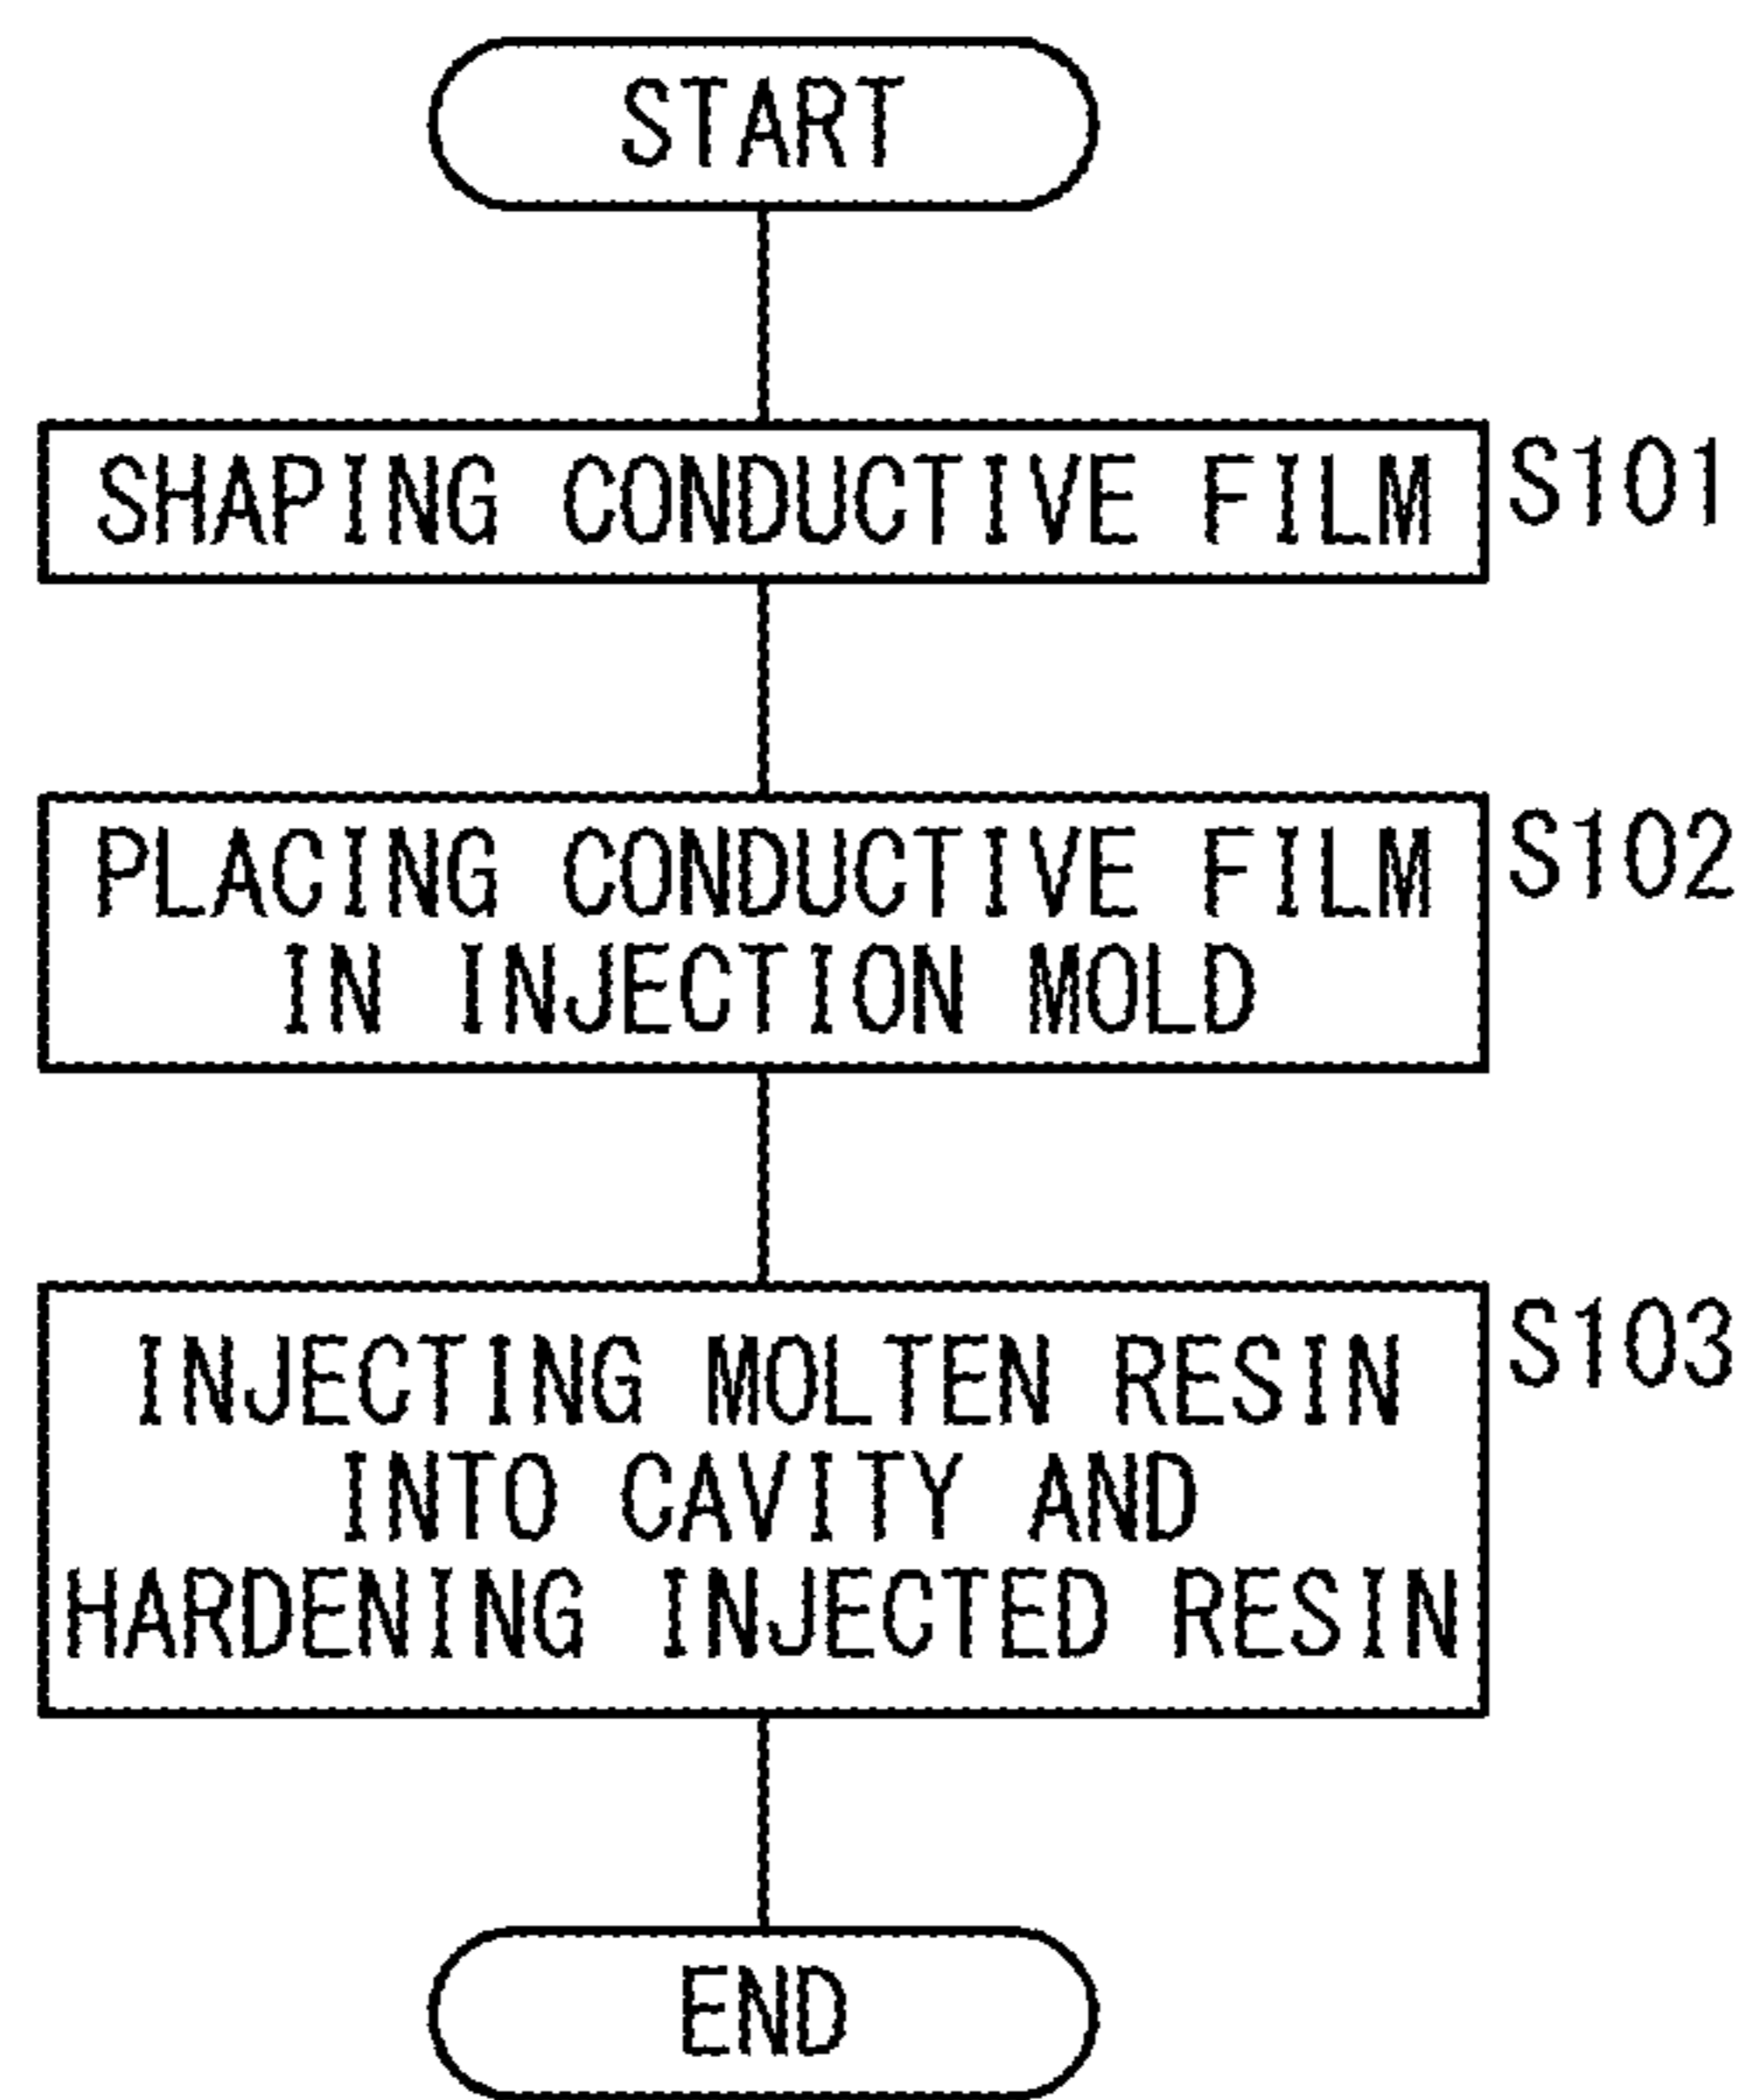 START
SHAPING CONDUCTIVE FILM
S101
PLACING CONDUCTIVE FILM
IN INJECTION MOLD
S102
INJECTING MOLTEN RESIN
INTO CAVITY AND
HARDENING INJECTED RESIN
S103
END